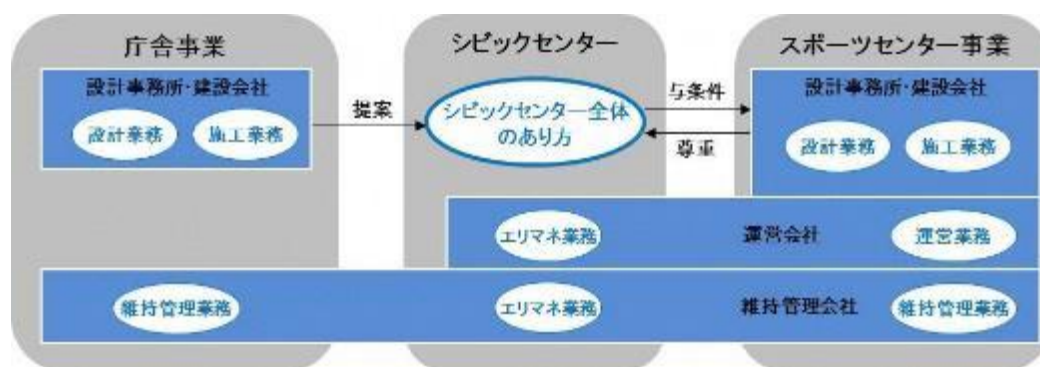 庁舎事業
シビックセンター
スポーツセンター事業
設計事務所・建設会社
設計業務
施工業務
提案
シビックセンター全体
のあり方
与条件
尊重
設計事務所・建設会社
設計業務
施工業務
エリマネ業務
運営会社
運営業務
維持管理業務
エリマネ業務
維持管理会社
維持管理業務